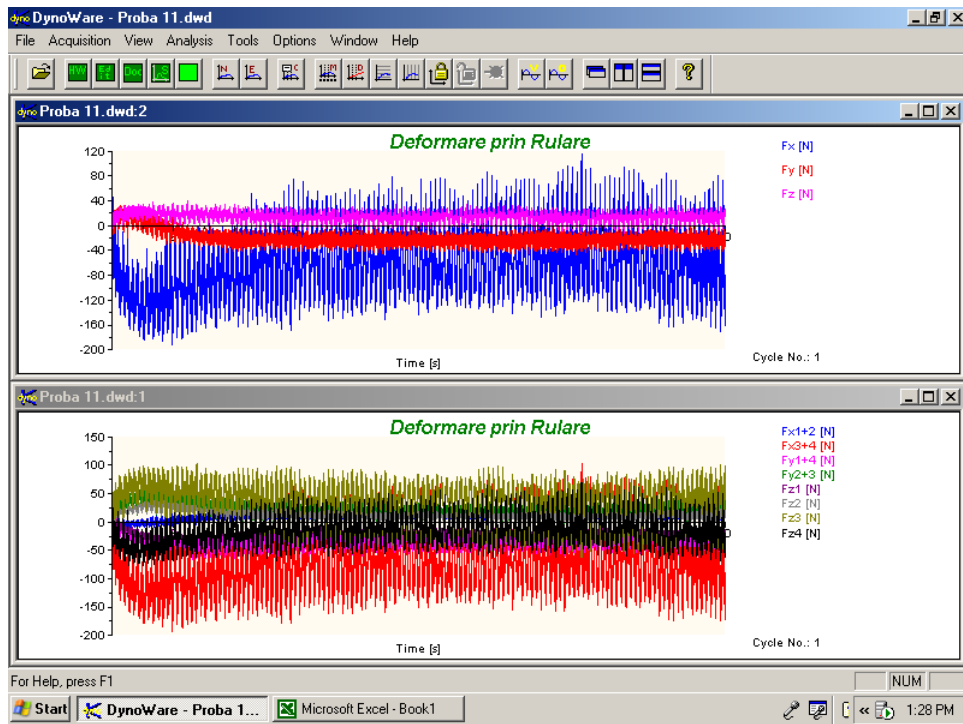 DynoWare - Proba 11.dwd
File Acquisition View Analysis Tools Options Window Help
HW Edit Doc
Proba 11.dwd:2
Deformare prin Rulare
120
80
40
0
-40
-80
-120
-160
-200
Time [s]
Fx [N]
Fy [N]
Fz [N]
Cycle No.: 1
Proba 11.dwd:1
Deformare prin Rulare
150
100
50
0
-50
-100
-150
-200
Time [s]
Fx1+2 [N]
Fx3+4 [N]
Fy1+4 [N]
Fy2+3 [N]
Fz1 [N]
Fz2 [N]
Fz3 [N]
Fz4 [N]
Cycle No.: 1
For Help, press F1
NUM
Start DynoWare - Proba 1... Microsoft Excel - Book1 1:28 PM